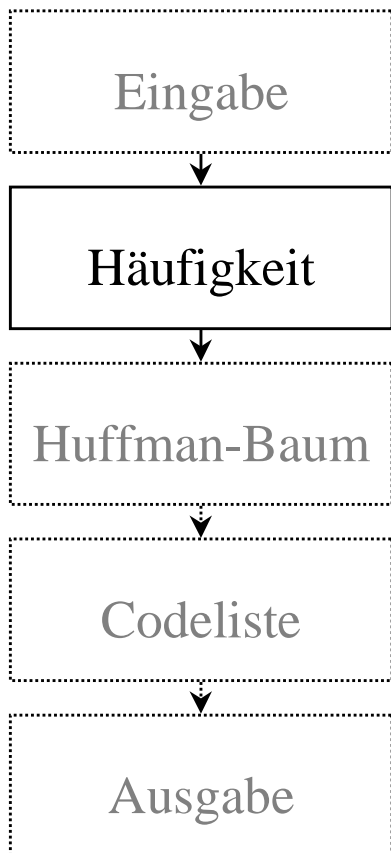 Eingabe
Häufigkeit
Huffman-Baum
Codeliste
Ausgabe